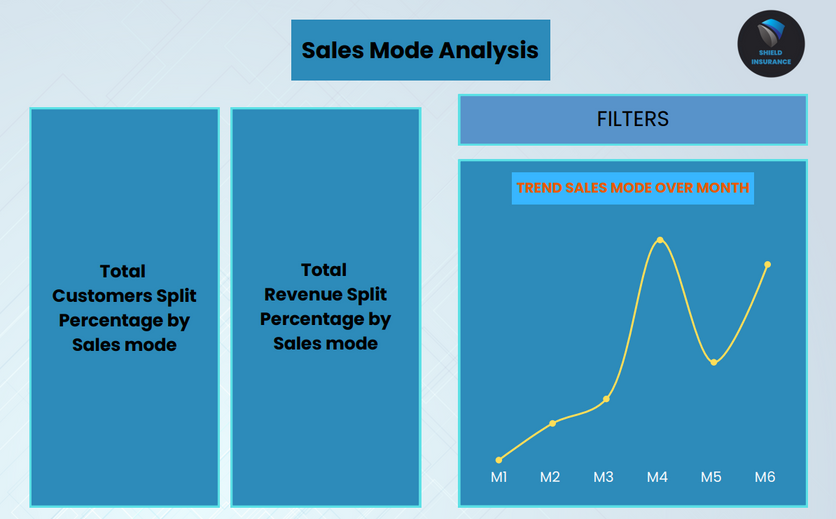 Sales Mode Analysis
SHIELD
INSURANCE
FILTERS
Total
Customers Split
Percentage by
Sales mode
Total
Revenue Split
Percentage by
Sales mode
TREND SALES MODE OVER MONTH
M1 M2 M3 M4 M5 M6